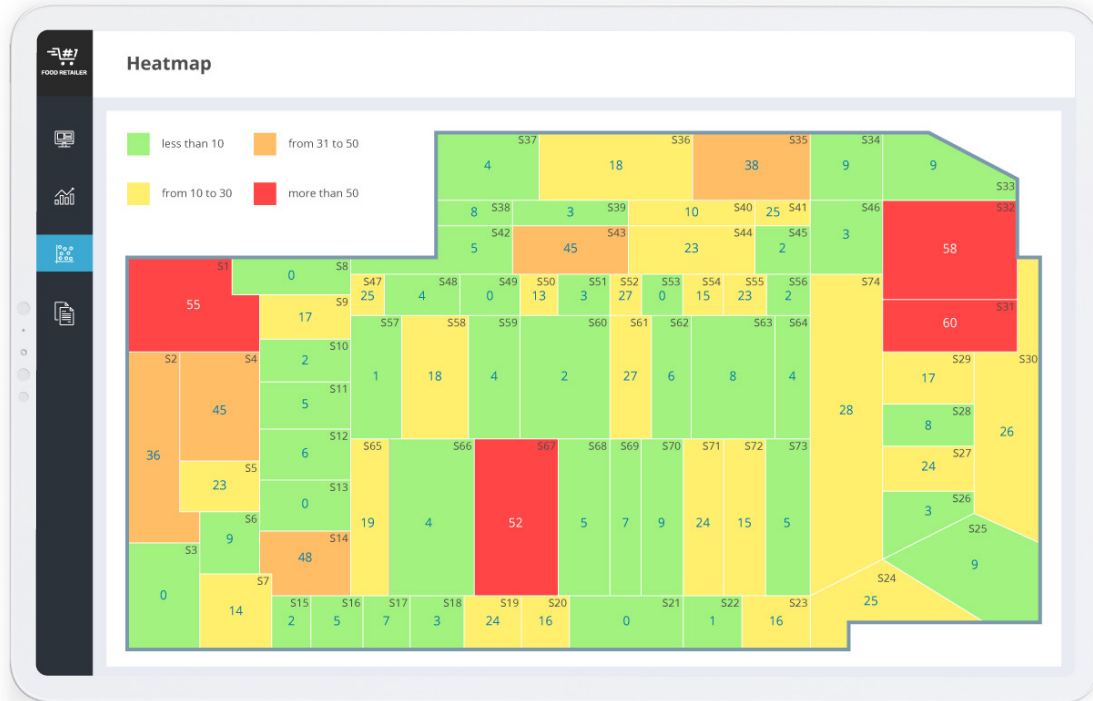 #1
FOOD RETAILER
Heatmap
less than 10
from 31 to 50
from 10 to 30
more than 50
S37
4
S36
18
S35
38
S34
9
9
S33
8
S38
3
S39
10
S40
25
S41
S46
3
S32
58
S42
5
S43
45
S44
23
S45
2
S1
55
S8
0
S47
25
S48
4
S49
0
S50
13
S51
3
S52
27
S53
0
S54
15
S55
23
S56
2
S74
28
S31
60
S9
17
S57
1
S58
18
S59
4
S60
2
S61
27
S62
6
S63
8
S64
4
S10
2
S2
36
S4
45
S29
17
S30
26
S11
5
S28
8
S12
6
S65
19
S66
4
S67
52
S68
5
S69
7
S70
9
S71
24
S72
15
S73
5
S27
24
S5
23
S13
0
S26
3
S6
9
S14
48
S25
9
S3
0
S7
14
S24
25
S15
2
S16
5
S17
7
S18
3
S19
24
S20
16
S21
0
S22
1
S23
16